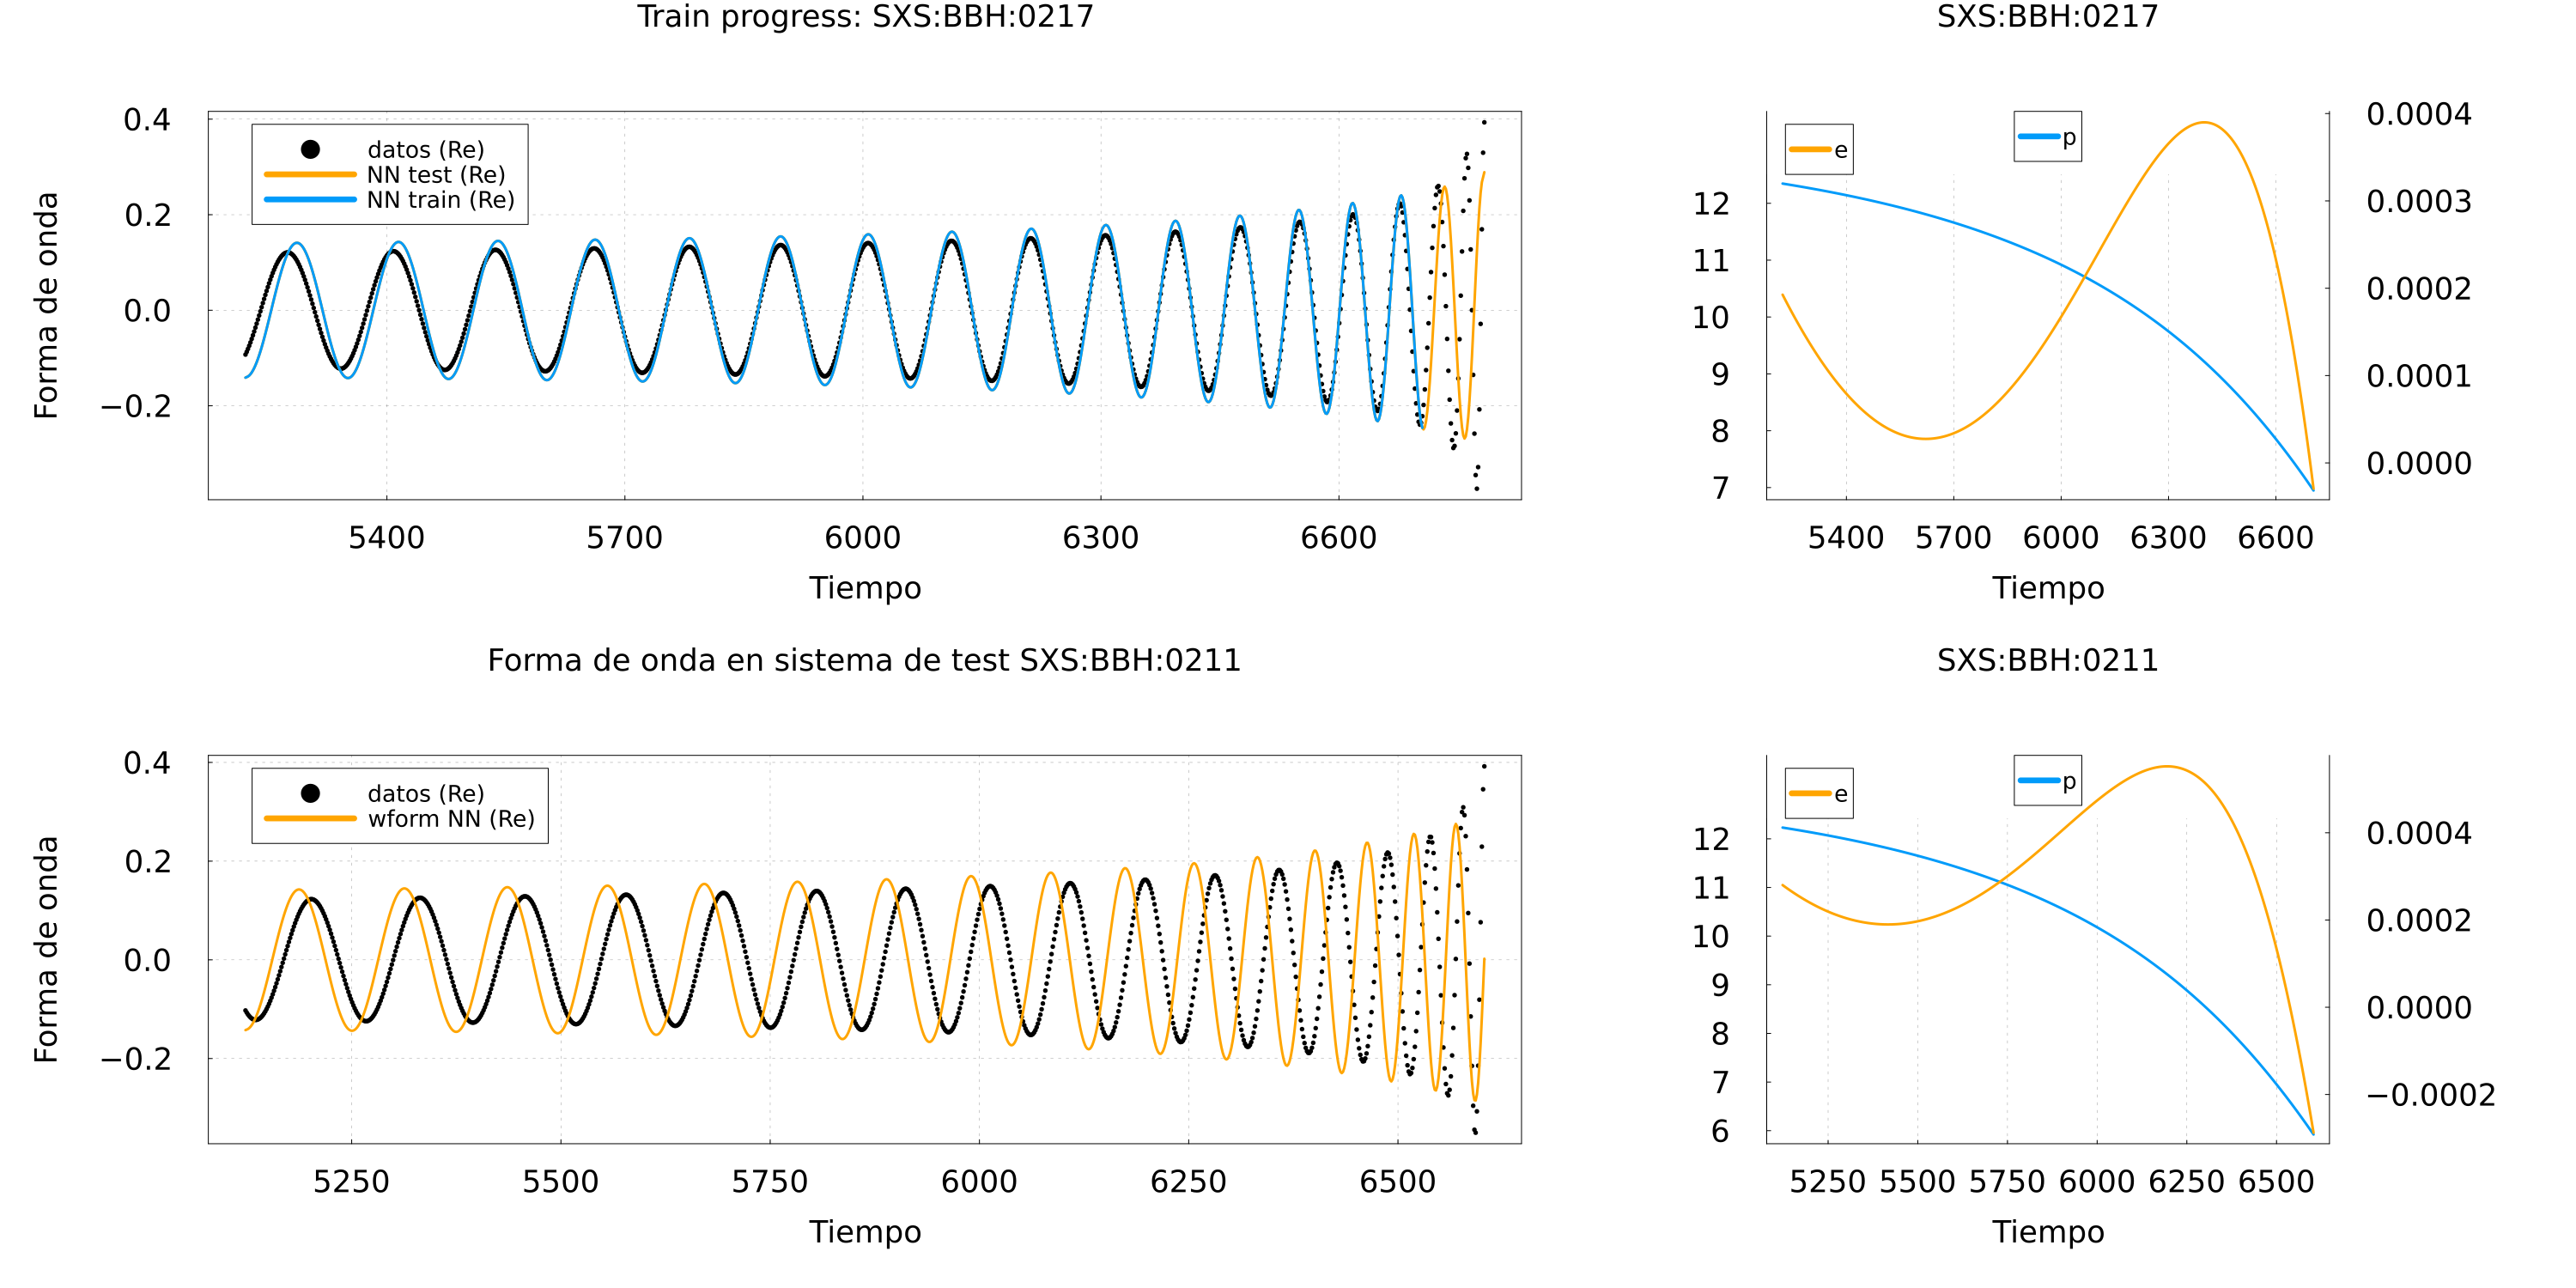 Train progress: SXS:BBH:0217
datos (Re)
NN test (Re)
NN train (Re)
Forma de onda
0.4
0.2
0.0
−0.2
5400 5700 6000 6300 6600
Tiempo
SXS:BBH:0217
e
p
12
11
10
9
8
7
0.0004
0.0003
0.0002
0.0001
0.0000
5400 5700 6000 6300 6600
Tiempo
Forma de onda en sistema de test SXS:BBH:0211
datos (Re)
wform NN (Re)
Forma de onda
0.4
0.2
0.0
−0.2
5250 5500 5750 6000 6250 6500
Tiempo
SXS:BBH:0211
e
p
12
11
10
9
8
7
6
0.0004
0.0002
0.0000
−0.0002
5250 5500 5750 6000 6250 6500
Tiempo